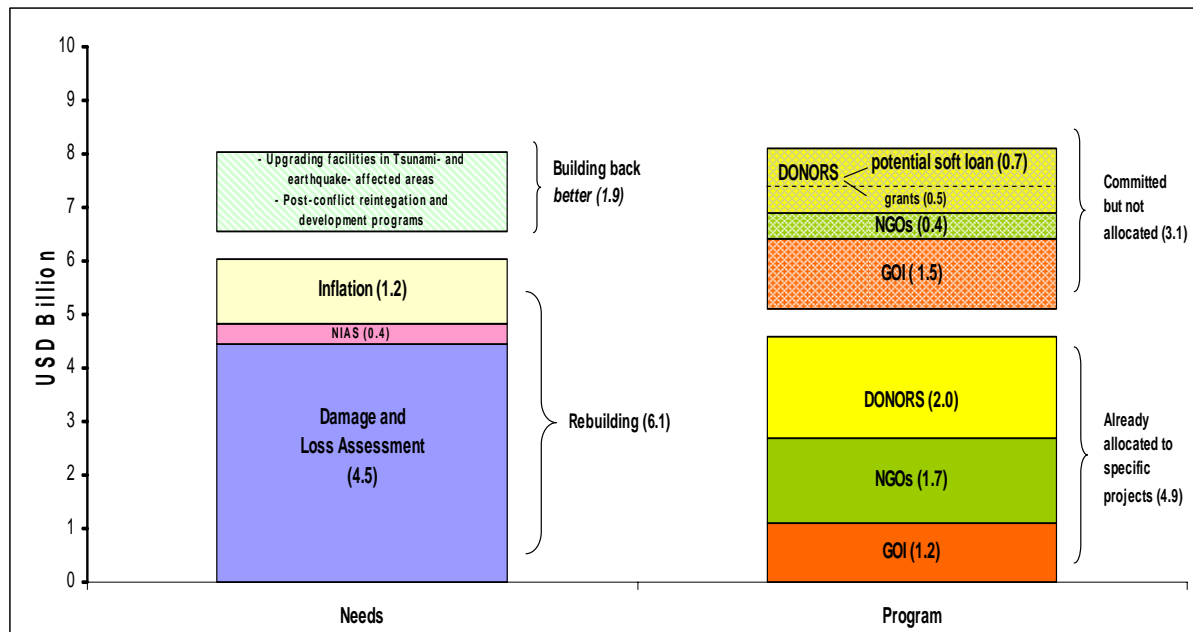 USD Billion
10
9
8
7
6
5
4
3
2
1
0
- Upgrading facilities in Tsunami- and
earthquake- affected areas
- Post-conflict reintegation and
development programs
Building back
better (1.9)
Inflation (1.2)
NIAS (0.4)
Damage and
Loss Assessment
(4.5)
Rebuilding (6.1)
Needs
DONORS
potential soft loan (0.7)
grants (0.5)
NGOs (0.4)
GOI ( 1.5)
Committed
but not
allocated (3.1)
DONORS (2.0)
NGOs (1.7)
GOI (1.2)
Already
allocated to
specific
projects (4.9)
Program